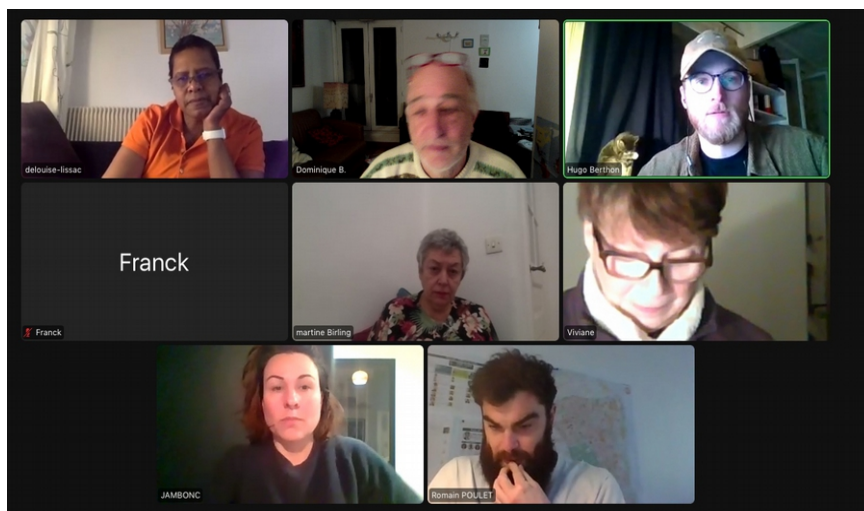 delouise-lissac
Dominique B.
Hugo Berthon
Franck
Franck
martine Birling
Viviane
JAMBONC
Romain POULET